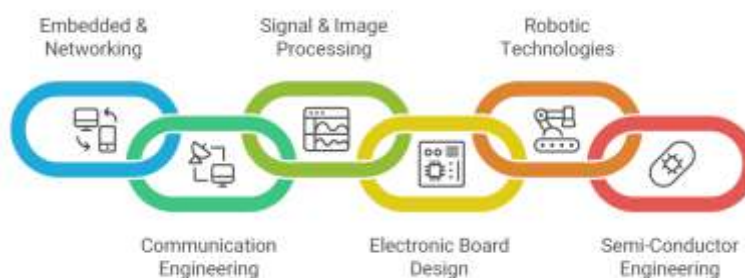 Embedded &
Networking
Signal & Image
Processing
Robotic
Technologies
Communication
Engineering
Electronic Board
Design
Semi-Conductor
Engineering